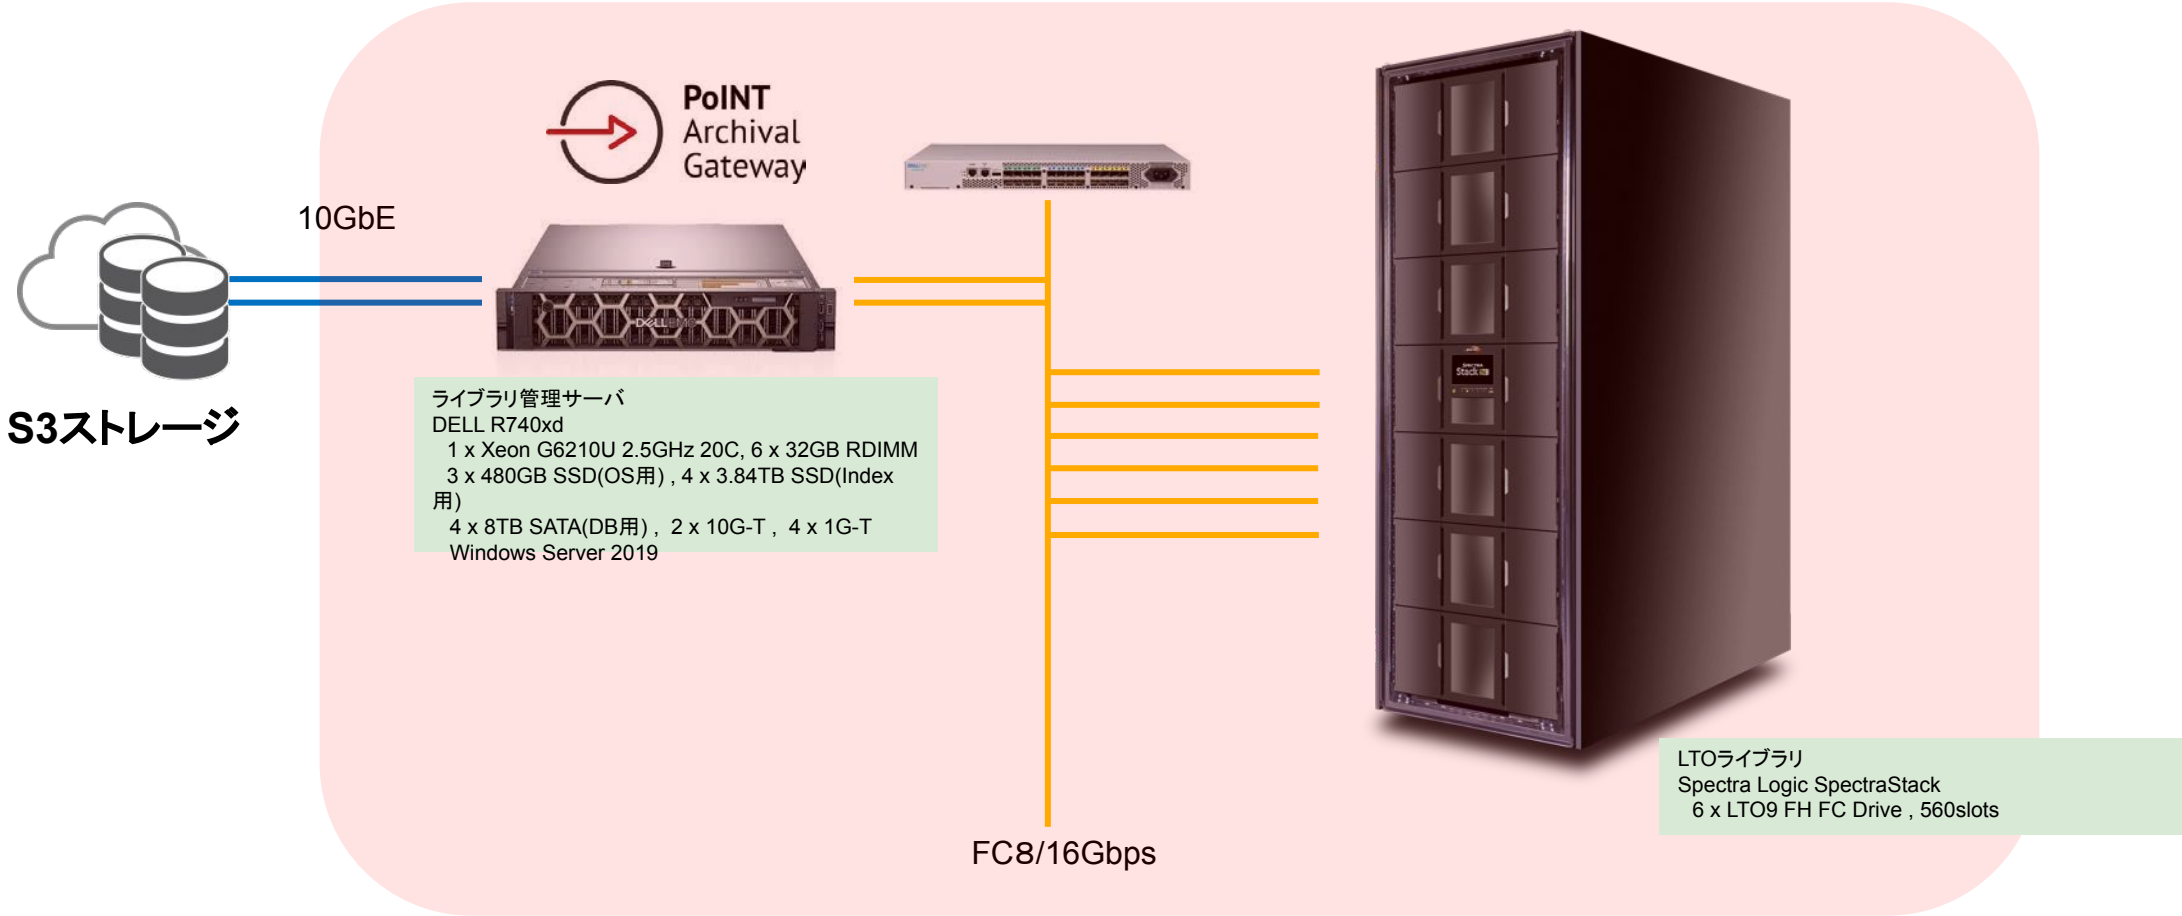 PoINT
Archival
Gateway
10GbE
S3ストレージ
DELLEMC
ライブラリ管理サーバ
DELL R740xd
1 x Xeon G6210U 2.5GHz 20C, 6 x 32GB RDIMM
3 x 480GB SSD(OS用) , 4 x 3.84TB SSD(Index
用)
4 x 8TB SATA(DB用) , 2 x 10G-T , 4 x 1G-T
Windows Server 2019
SPECTRA
Stack
LTOライブラリ
Spectra Logic SpectraStack
6 x LTO9 FH FC Drive , 560slots
FC8/16Gbps